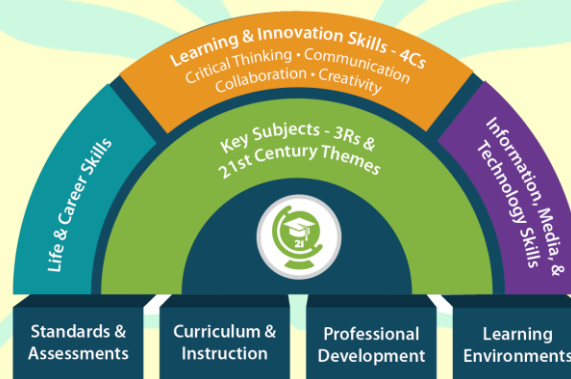 Learning & Innovation Skills - 4Cs
Critical Thinking • Communication
Collaboration • Creativity
Life & Career Skills
Key Subjects - 3Rs &
21st Century Themes
Information, Media, &
Technology Skills
21
Standards &
Assessments
Curriculum &
Instruction
Professional
Development
Learning
Environments